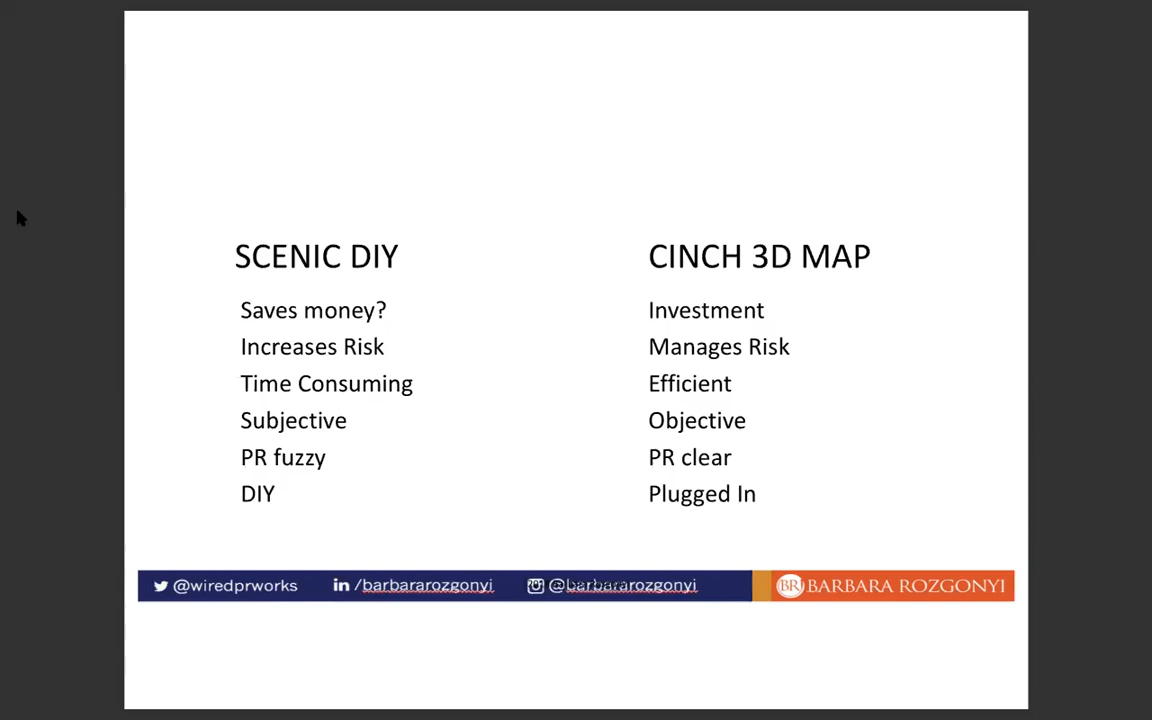 SCENIC DIY
Saves money?
Increases Risk
Time Consuming
Subjective
PR fuzzy
DIY
CINCH 3D MAP
Investment
Manages Risk
Efficient
Objective
PR clear
Plugged In
@wiredprworks
in /barbararozgonyi
@barbararozgonyi
BR BARBARA ROZGONYI